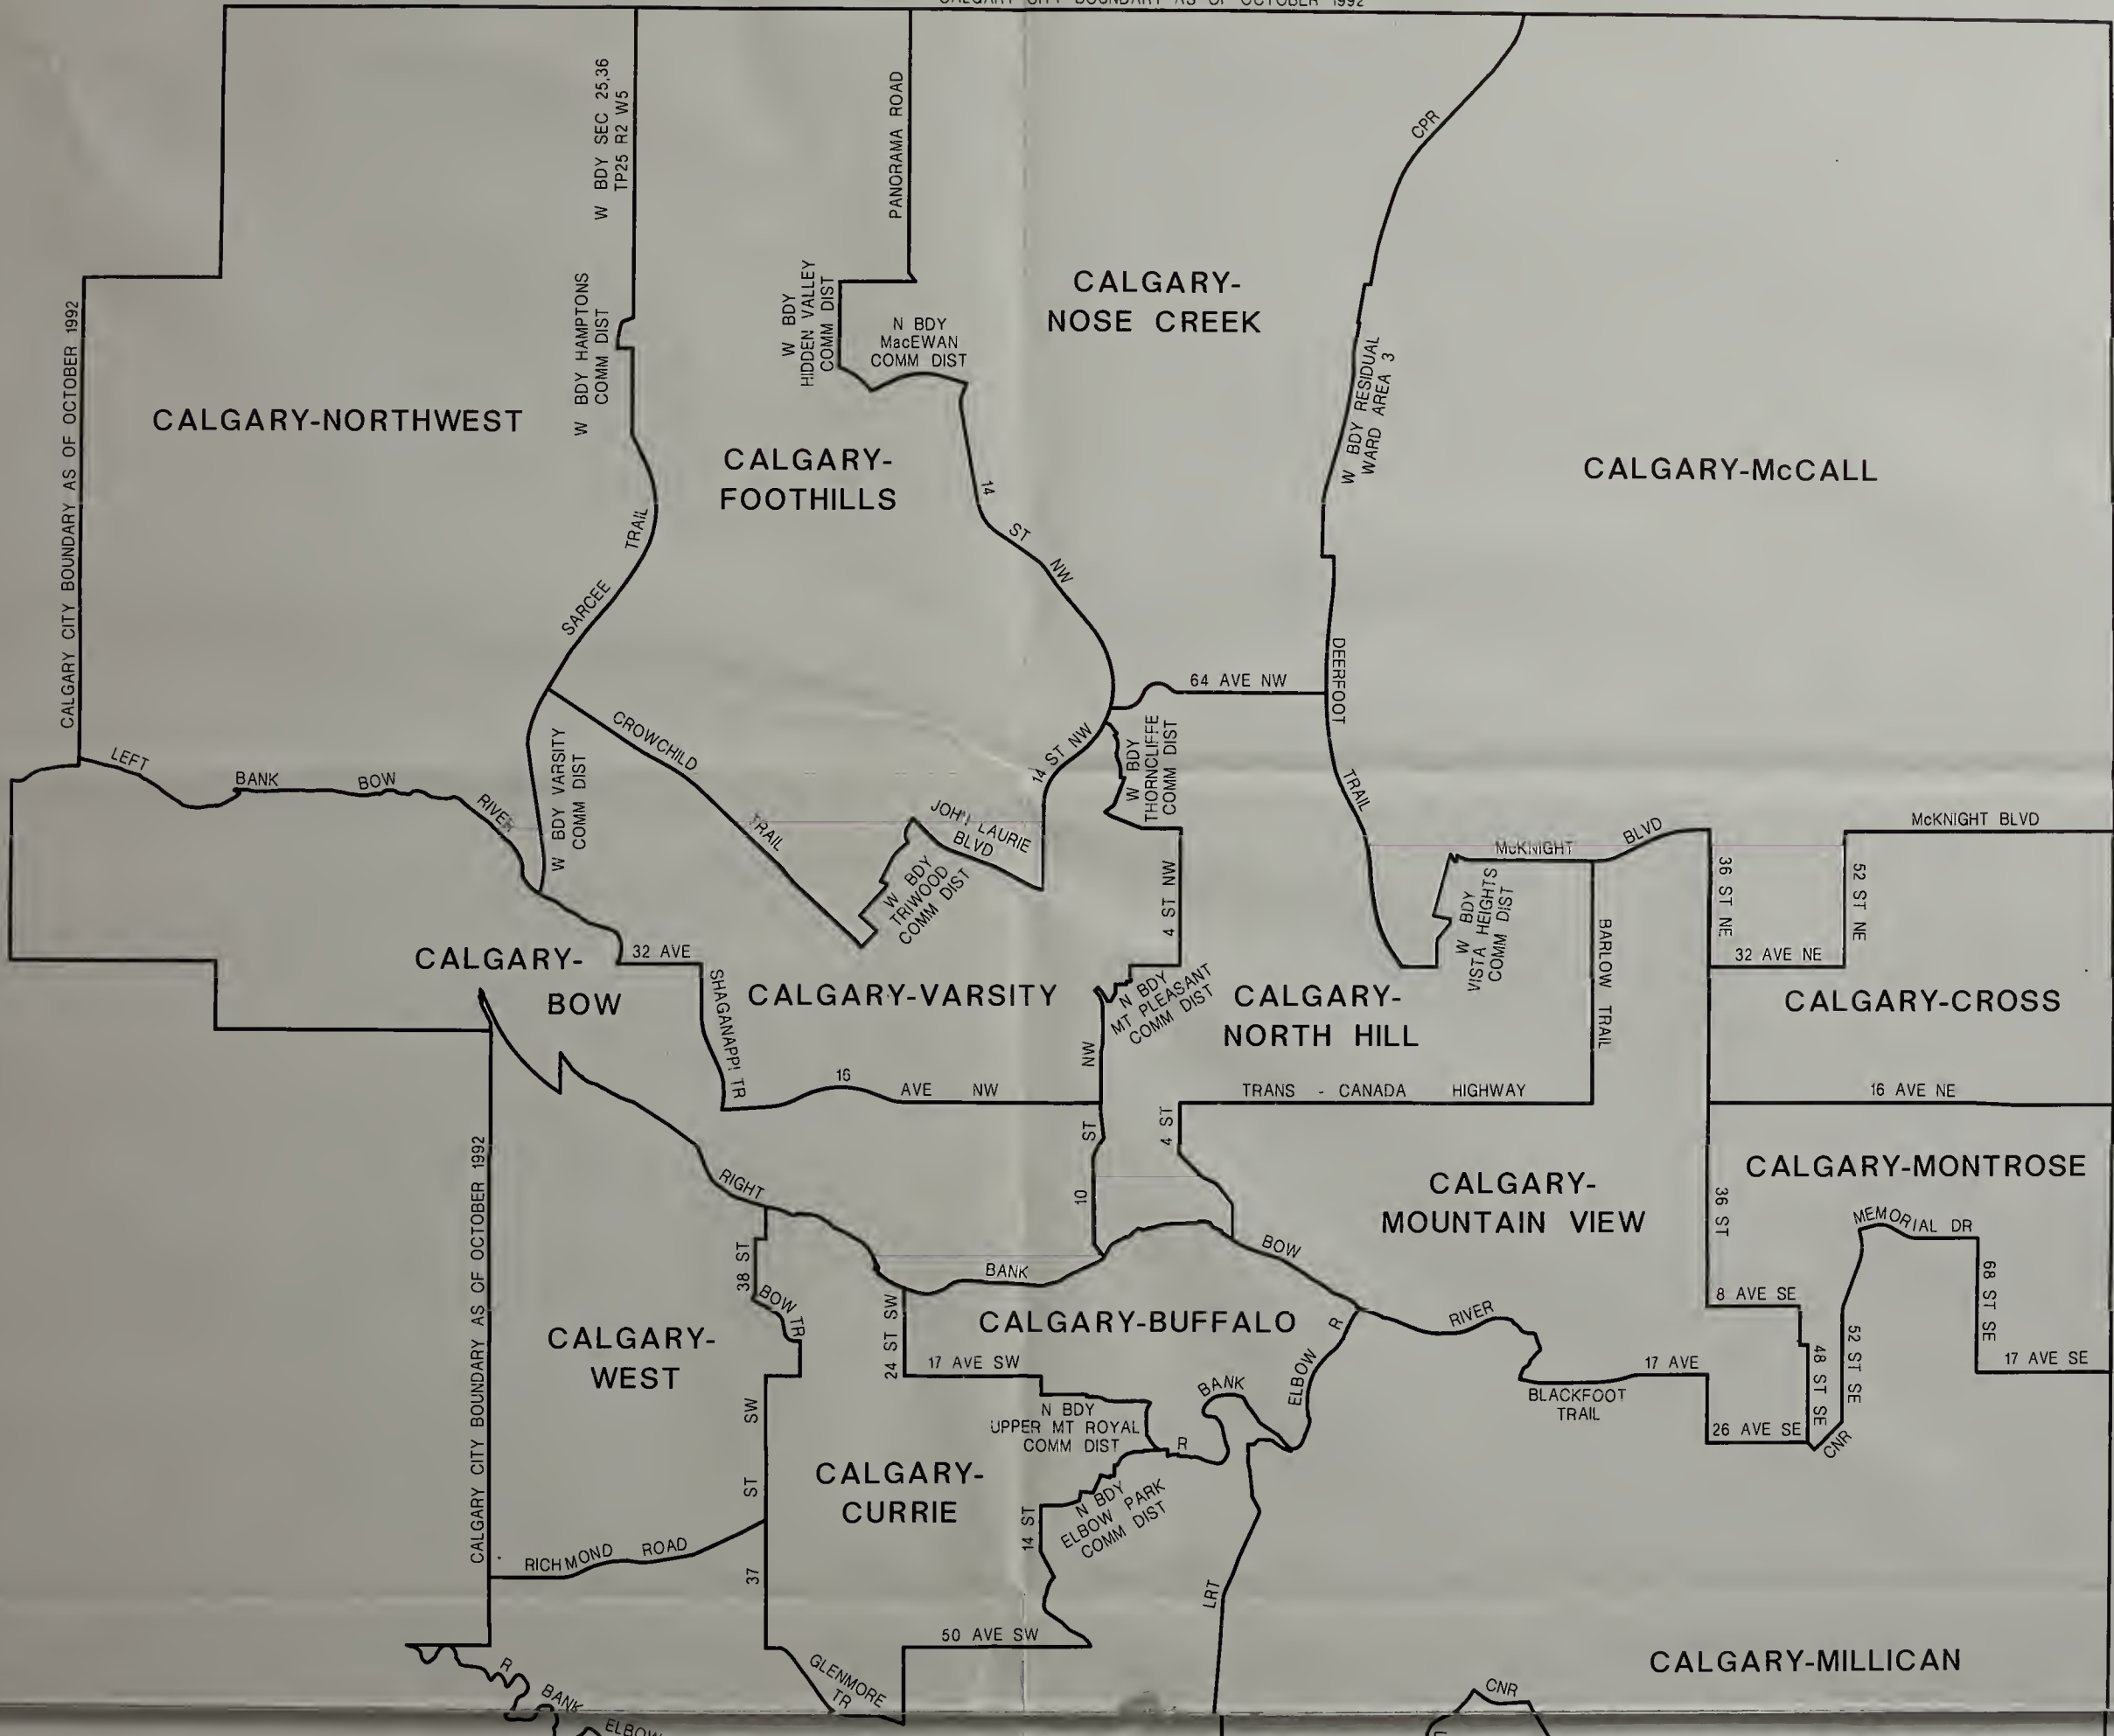 CALGARY CITY BOUNDARY AS OF OCTOBER 1992
W BDY SEC 25,36
TP25 R2 W5
PANORAMA ROAD
CPR
CALGARY CITY BOUNDARY AS OF OCTOBER 1992
W BDY HAMPTONS
COMM DIST
W BDY
HIDDEN VALLEY
COMM DIST
N BDY
MacEWAN
COMM DIST
CALGARY-
NOSE CREEK
W BDY RESIDUAL
WARD AREA 3
CALGARY-NORTHWEST
CALGARY-
FOOTHILLS
CALGARY-McCALL
14 ST NW
SARCEE TRAIL
64 AVE NW
DEERFOOT TRAIL
CROWCHILD TRAIL
14 ST NW
W BDY
THORNCLIFFE
COMM DIST
LEFT BANK BOW RIVER
W BDY VARSITY
COMM DIST
JOHN LAURIE
BLVD
W BDY
TRIWOOD
COMM DIST
McKNIGHT BLVD
McKNIGHT BLVD
36 ST NE
52 ST NE
4 ST NW
W BDY
VISTA HEIGHTS
COMM DIST
BARLOW TRAIL
32 AVE NE
CALGARY-
BOW
32 AVE
SHAGANAPPI TR
CALGARY-VARSITY
N BDY
MT PLEASANT
COMM DIST
CALGARY-
NORTH HILL
CALGARY-CROSS
16 AVE NW
10 ST NW
4 ST
TRANS - CANADA HIGHWAY
16 AVE NE
CALGARY CITY BOUNDARY AS OF OCTOBER 1992
RIGHT BANK BOW RIVER
CALGARY-
MOUNTAIN VIEW
CALGARY-MONTROSE
36 ST
MEMORIAL DR
38 ST
BOW TR
68 ST SE
8 AVE SE
CALGARY-
WEST
24 ST SW
CALGARY-BUFFALO
17 AVE SW
ELBOW R
BANK
R
17 AVE
BLACKFOOT
TRAIL
48 ST SE
52 ST SE
17 AVE SE
26 AVE SE
CNR
N BDY
UPPER MT ROYAL
COMM DIST
CALGARY-
CURRIE
N BDY
ELBOW PARK
COMM DIST
14 ST
37 ST SW
RICHMOND ROAD
LRT
50 AVE SW
GLENMORE
TR
CALGARY-MILLICAN
CNR
R
BANK
ELBOW